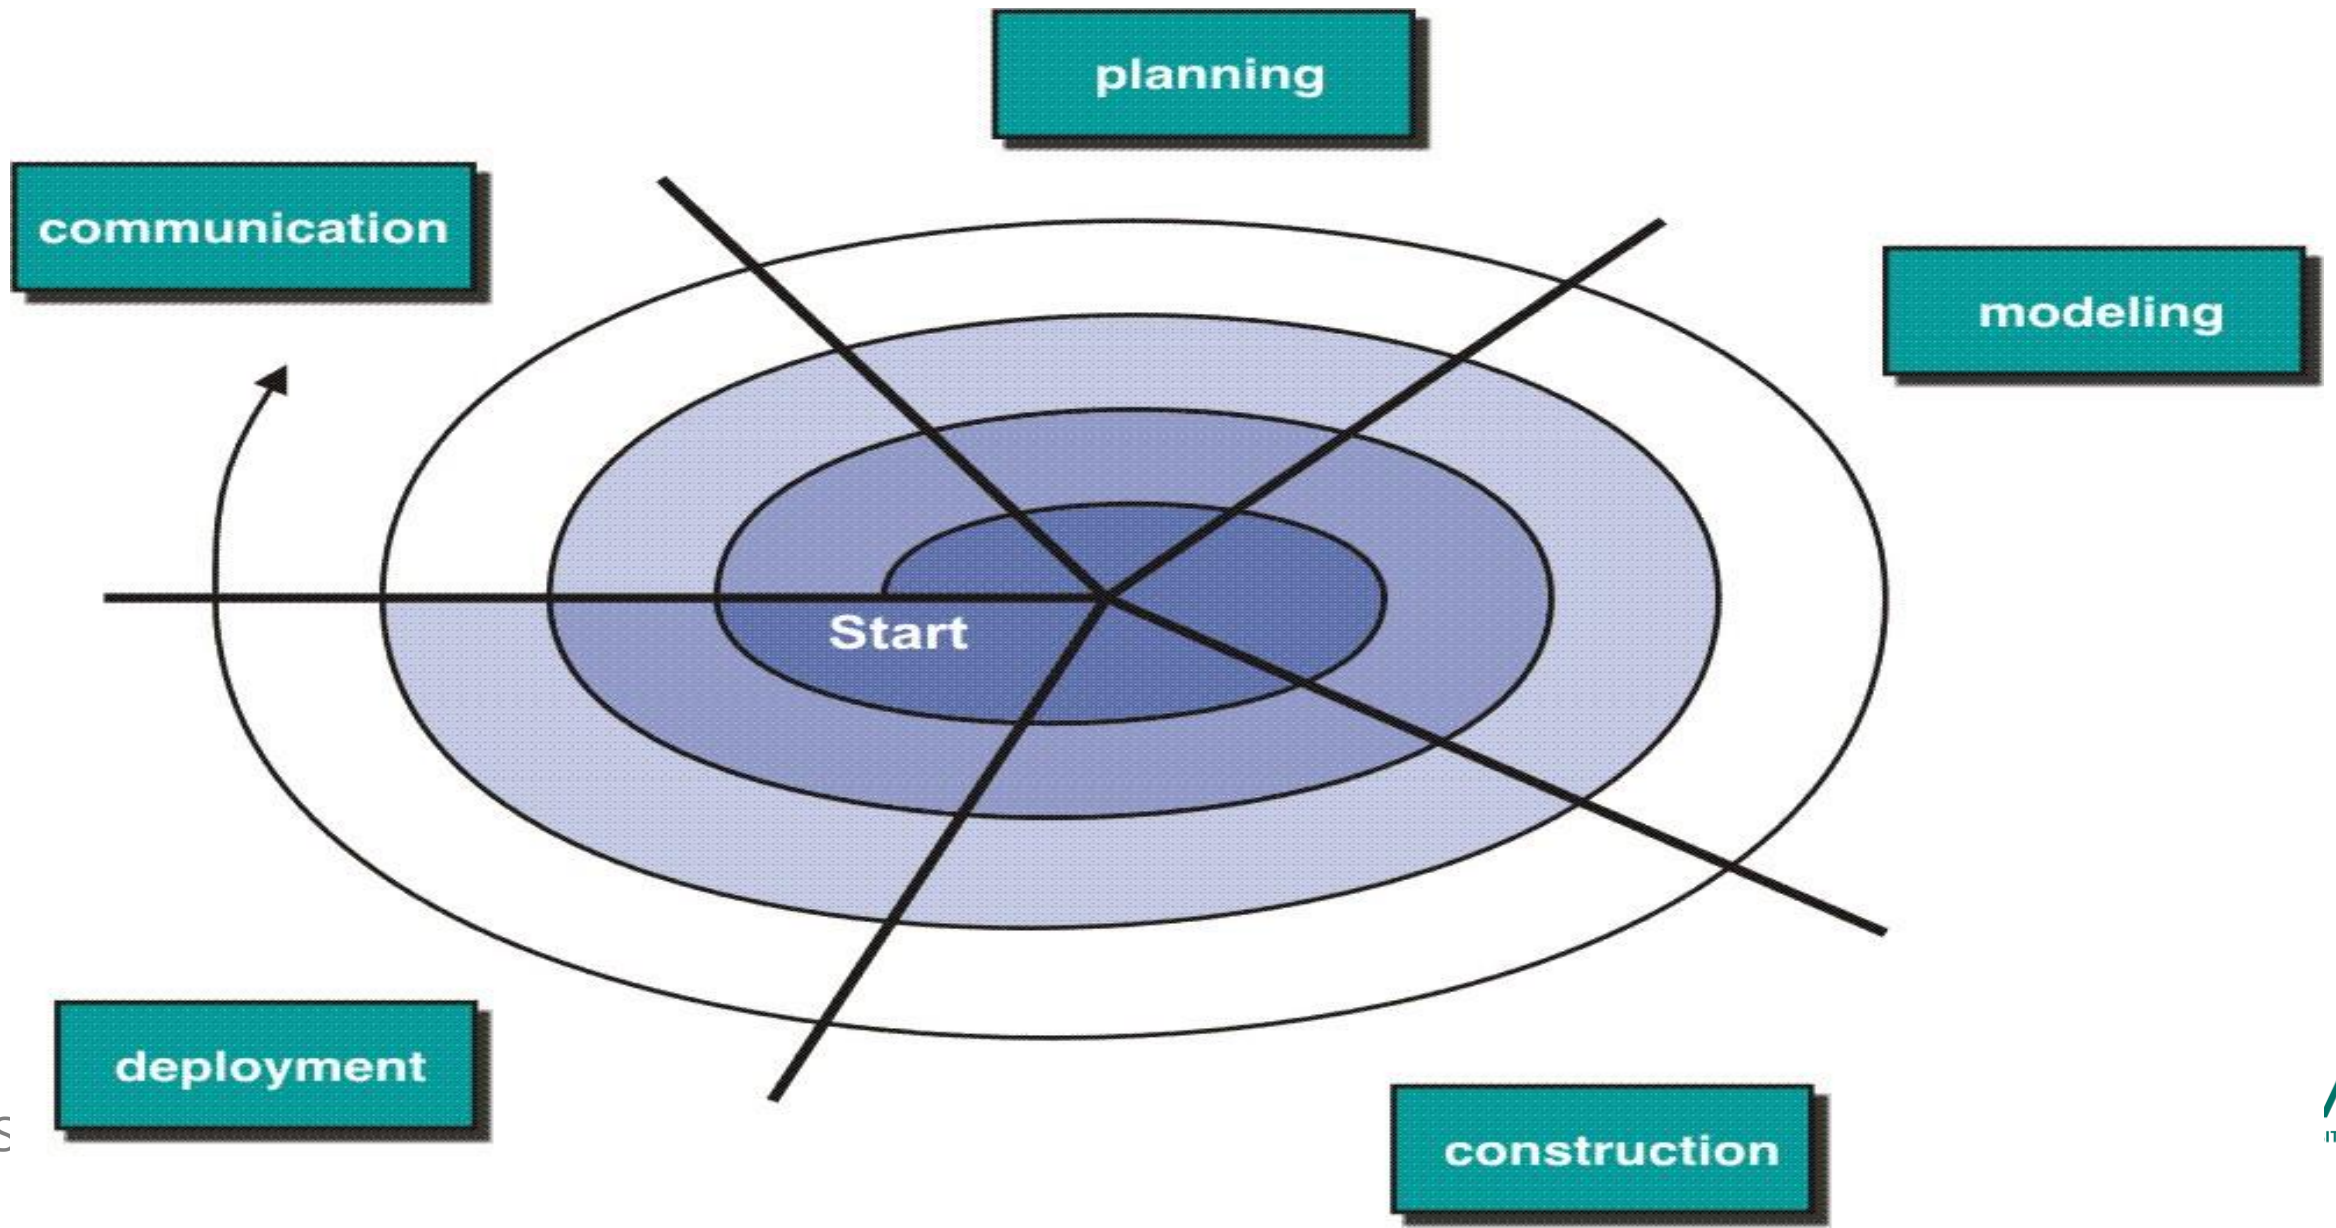 planning
communication
modeling
Start
deployment
construction